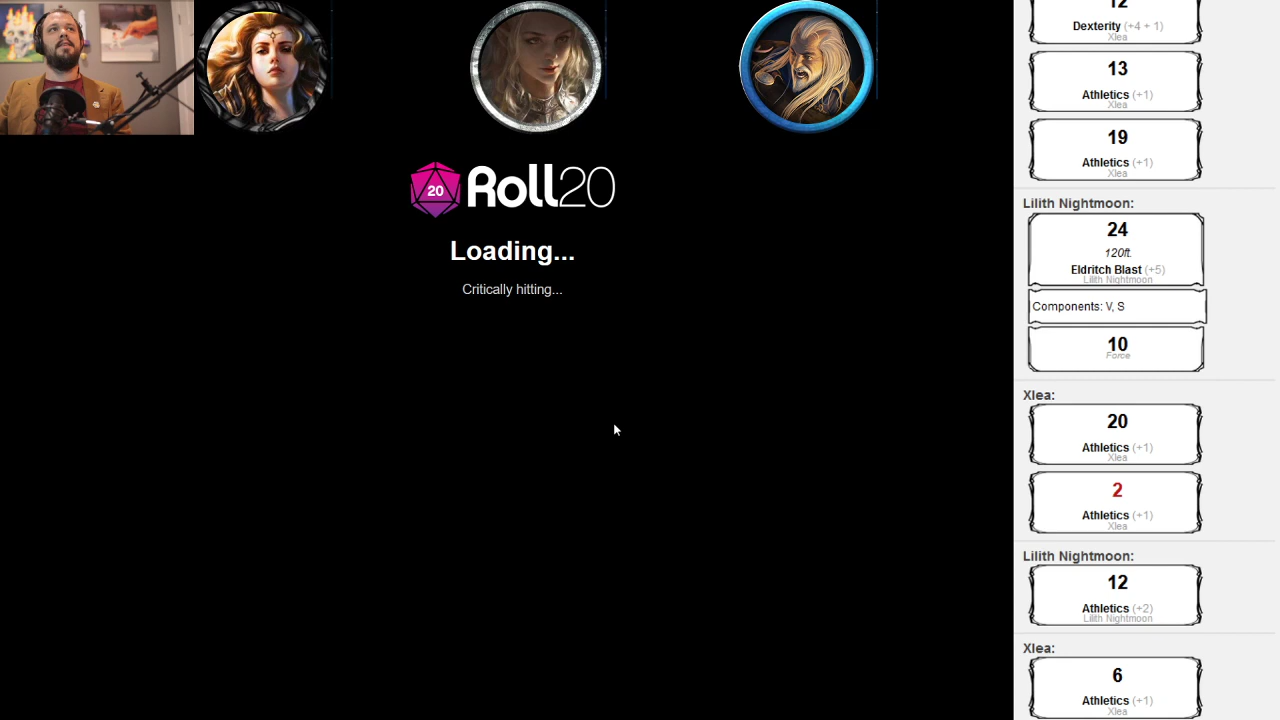 20 Roll20
Loading...
Critically hitting...
12
Dexterity (+4 + 1)
Xlea
13
Athletics (+1)
Xlea
19
Athletics (+1)
Xlea
Lilith Nightmoon:
24
120ft.
Eldritch Blast (+5)
Lilith Nightmoon
Components: V, S
10
Force
Xlea:
20
Athletics (+1)
Xlea
2
Athletics (+1)
Xlea
Lilith Nightmoon:
12
Athletics (+2)
Lilith Nightmoon
Xlea:
6
Athletics (+1)
Xlea